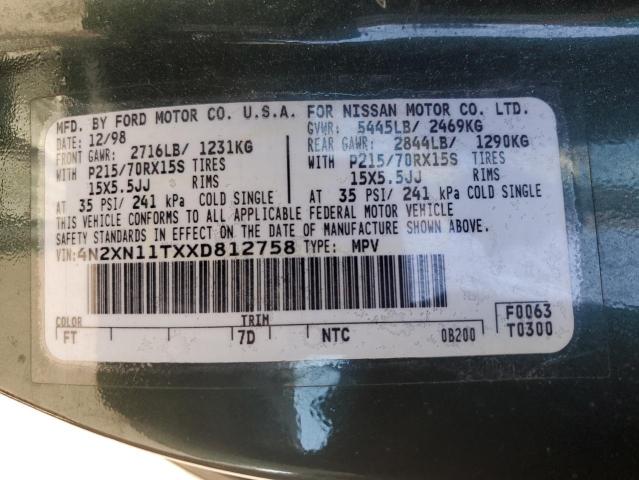 MFD. BY FORD MOTOR CO. U.S.A. FOR NISSAN MOTOR CO. LTD.
DATE: 12/98 GVWR: 5445LB/ 2469KG
FRONT GAWR: 2716LB/ 1231KG REAR GAWR: 2844LB/ 1290KG
WITH P215/70RX15S TIRES WITH P215/70RX15S TIRES
15X5.5JJ RIMS 15X5.5JJ RIMS
AT 35 PSI/ 241 kPa COLD SINGLE AT 35 PSI/ 241 kPa COLD SINGLE
THIS VEHICLE CONFORMS TO ALL APPLICABLE FEDERAL MOTOR VEHICLE
SAFETY STANDARDS IN EFFECT ON THE DATE OF MANUFACTURE SHOWN ABOVE.
VIN: 4N2XN11TXXD812758 TYPE: MPV
COLOR TRIM F0063
FT 7D NTC 0B200 T0300